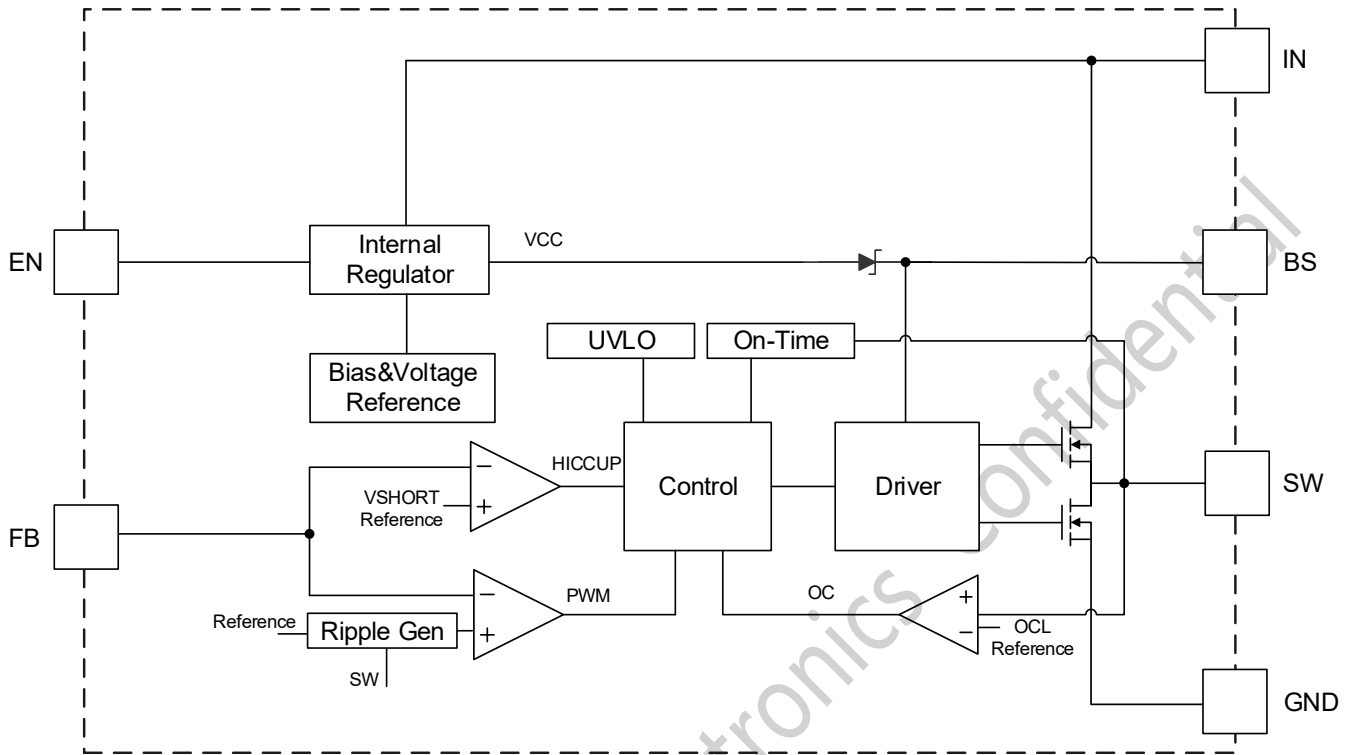 IN
EN
Internal
Regulator
VCC
BS
UVLO
On-Time
Bias&Voltage
Reference
HICCUP
−
+
VSHORT
Reference
Control
Driver
SW
FB
PWM
OC
−
+
Reference
Ripple Gen
SW
+
−
OCL
Reference
GND
tronics Confidential